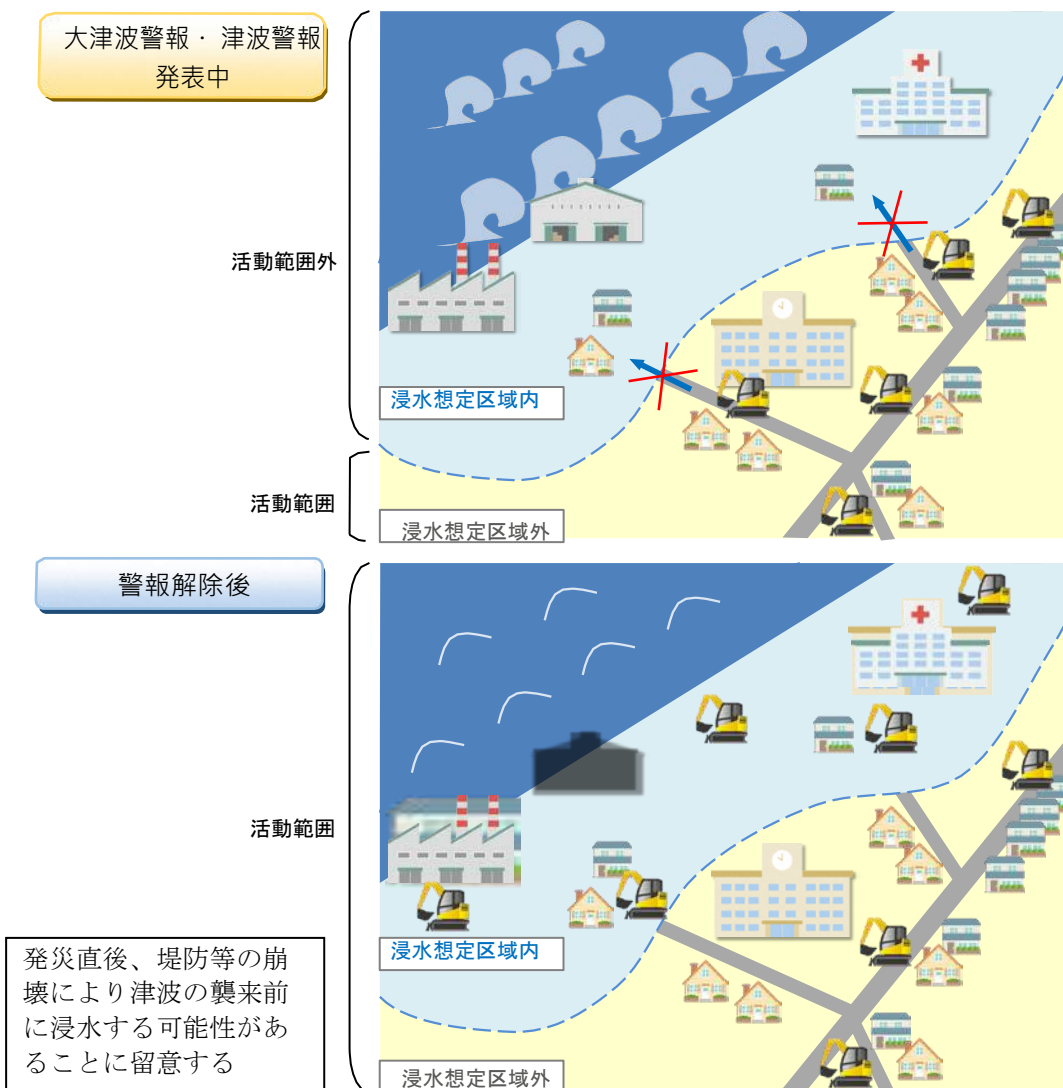 大津波警報・津波警報
発表中
活動範囲外
浸水想定区域内
活動範囲
浸水想定区域外
警報解除後
活動範囲
浸水想定区域内
発災直後、堤防等の崩
壊により津波の襲来前
に浸水する可能性があ
ることに留意する
浸水想定区域外